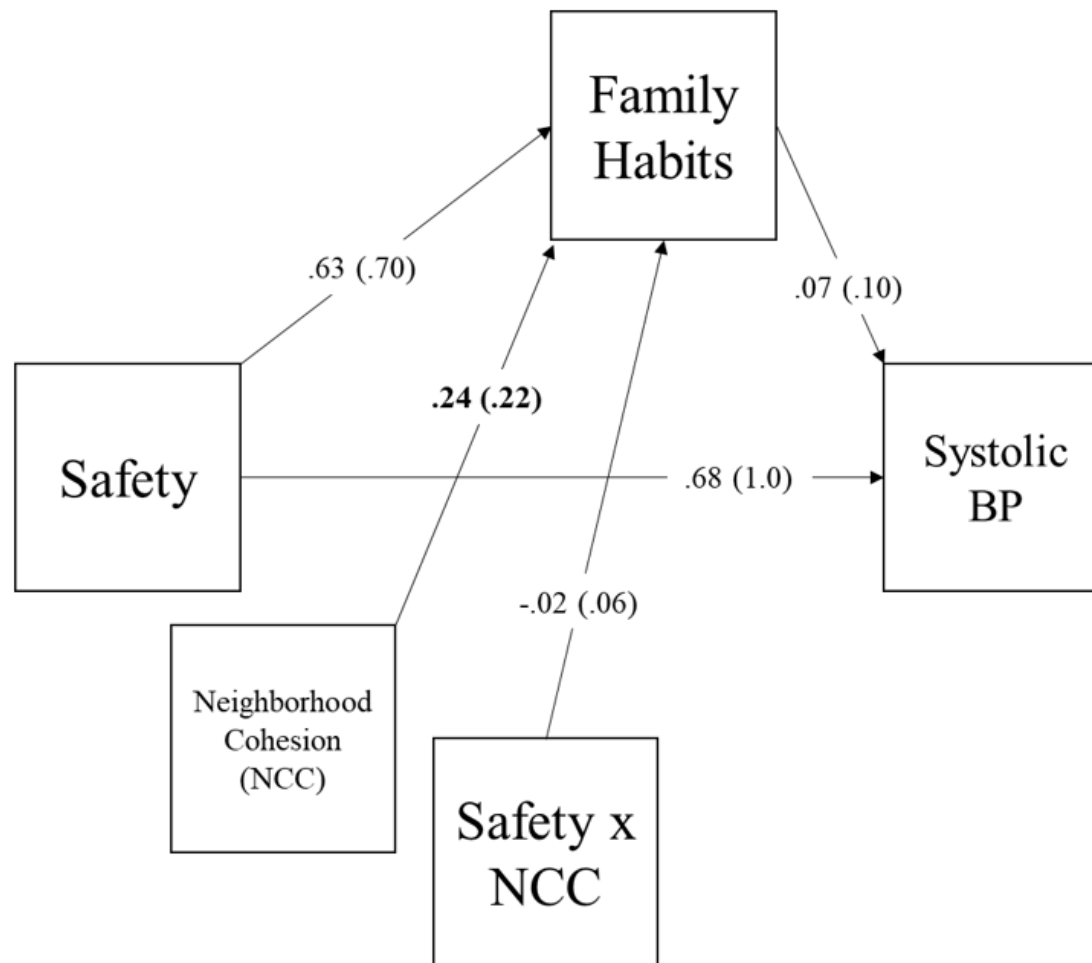 Family
Habits
.63 (.70)
.07 (.10)
.24 (.22)
Safety
.68 (1.0)
Systolic
BP
-.02 (.06)
Neighborhood
Cohesion
(NCC)
Safety x
NCC